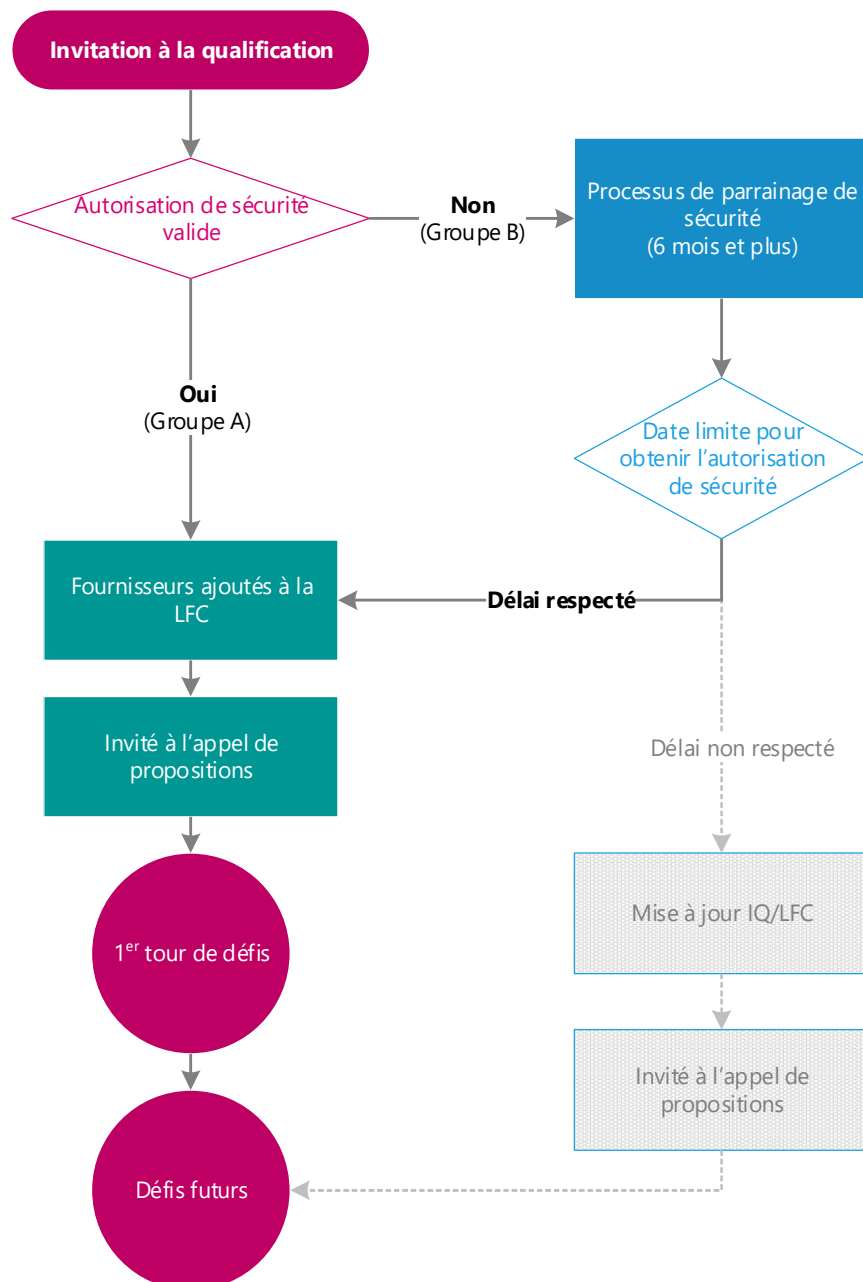 Invitation à la qualification
Autorisation de sécurité
valide
Non
(Groupe B)
Processus de parrainage de
sécurité
(6 mois et plus)
Oui
(Groupe A)
Date limite pour
obtenir l’autorisation
de sécurité
Fournisseurs ajoutés à la
LFC
Délai respecté
Invité à l’appel de
propositions
Délai non respecté
1er tour de défis
Mise à jour IQ/LFC
Invité à l’appel de
propositions
Défis futurs